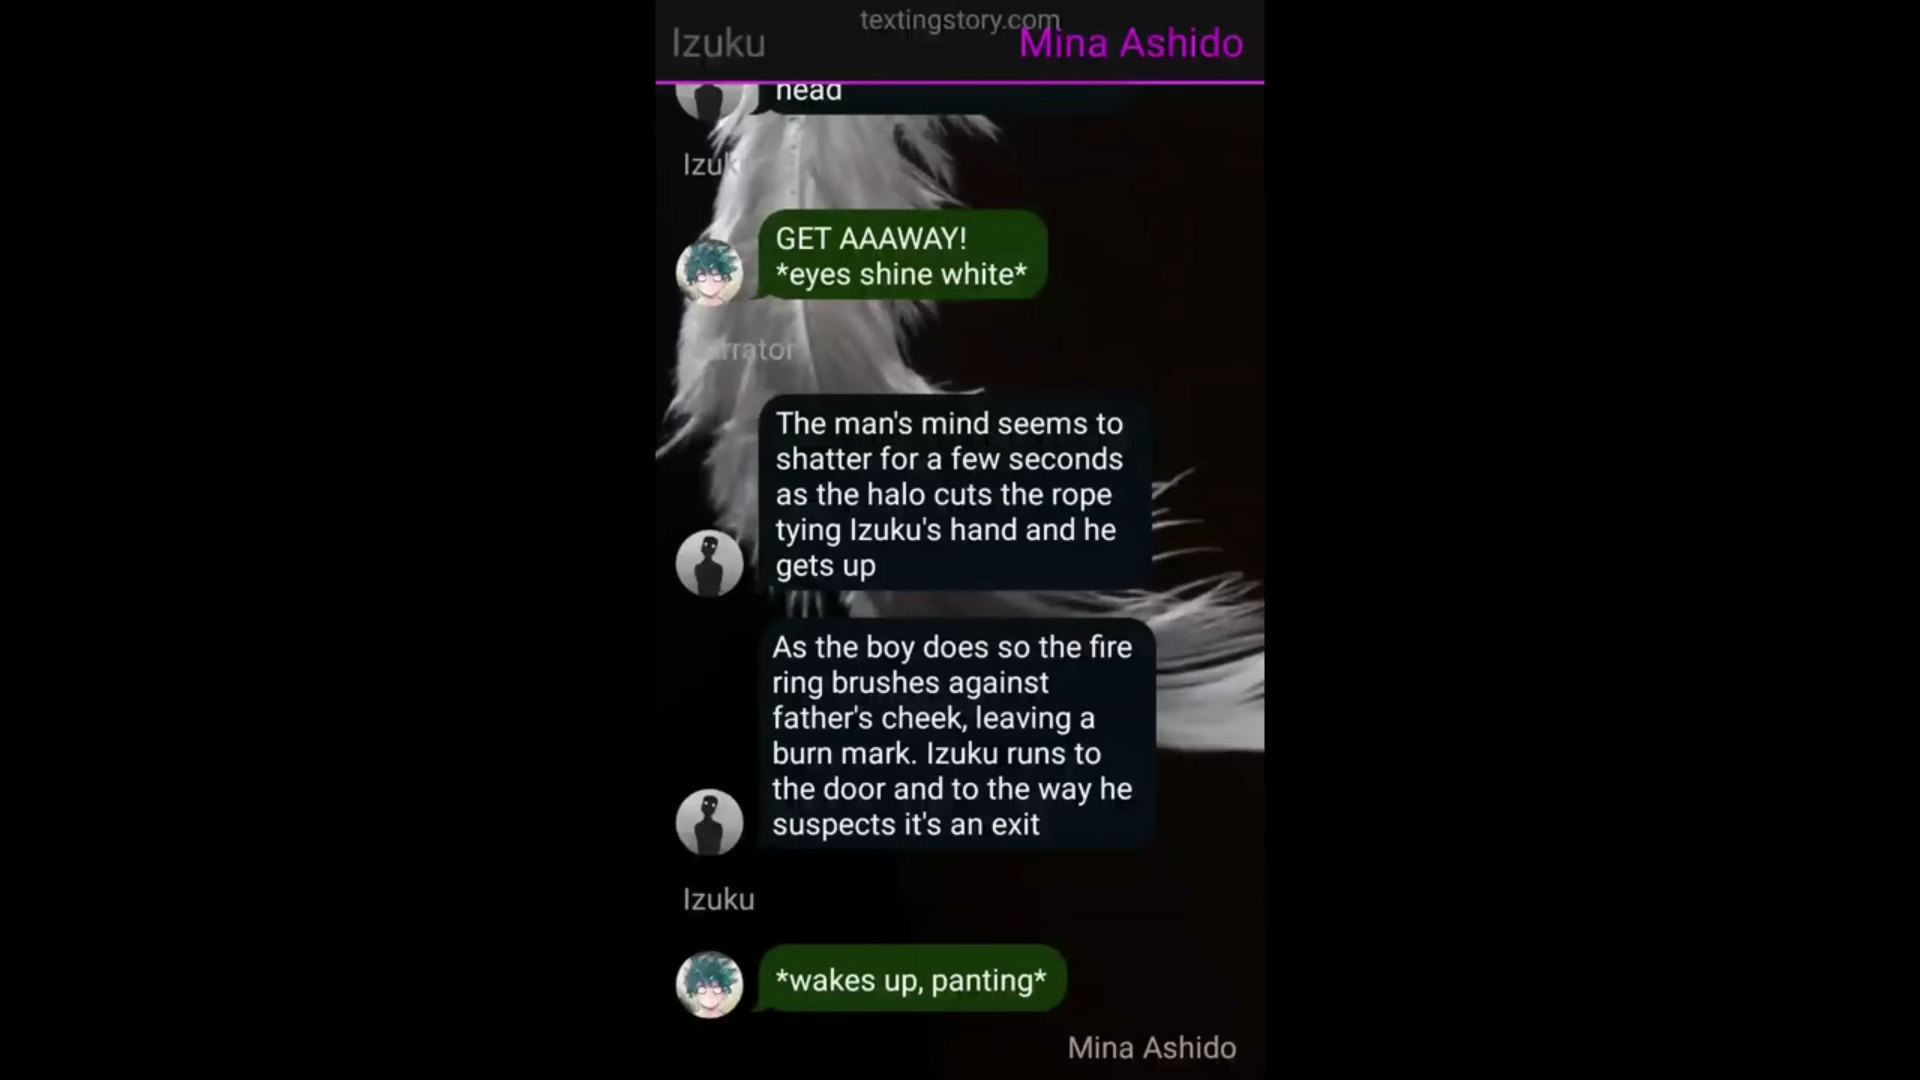 textingstory.com
Izuku
Mina Ashido
head
Izuku
GET AAAWAY!
*eyes shine white*
Narrator
The man's mind seems to
shatter for a few seconds
as the halo cuts the rope
tying Izuku's hand and he
gets up
As the boy does so the fire
ring brushes against
father's cheek, leaving a
burn mark. Izuku runs to
the door and to the way he
suspects it's an exit
Izuku
*wakes up, panting*
Mina Ashido